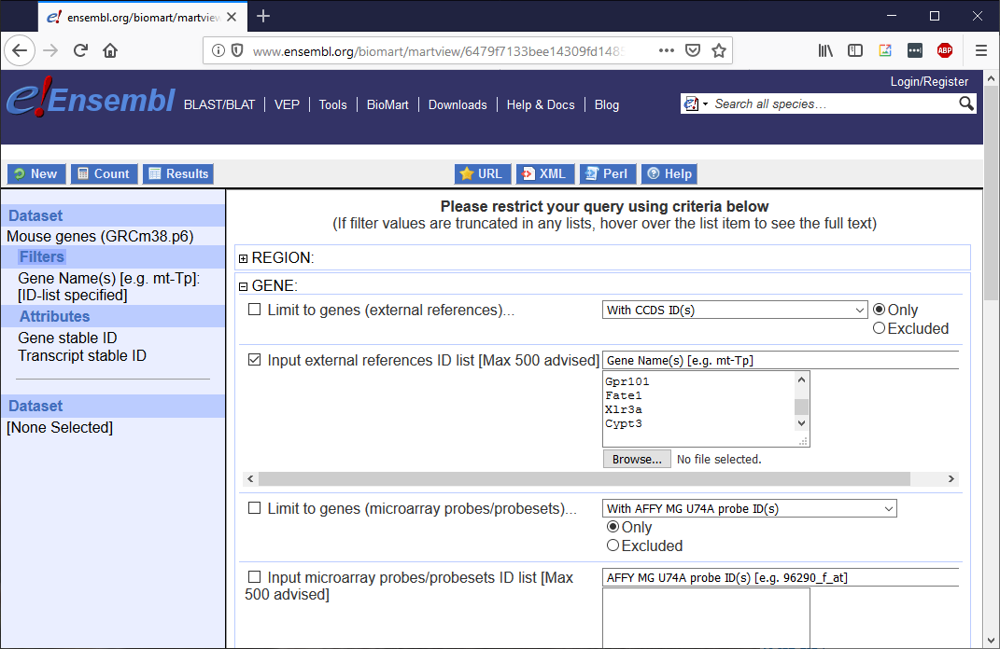 ensembl.org/biomart/martview
www.ensembl.org/biomart/martview/6479f7133bee14309fd148
ABP
Login/Register
e!Ensembl
BLAST/BLAT | VEP | Tools | BioMart | Downloads | Help & Docs | Blog
e! Search all species...
New Count Results URL XML Perl Help
Dataset
Mouse genes (GRCm38.p6)
Filters
Gene Name(s) [e.g. mt-Tp]:
[ID-list specified]
Attributes
Gene stable ID
Transcript stable ID
Dataset
[None Selected]
Please restrict your query using criteria below
(If filter values are truncated in any lists, hover over the list item to see the full text)
REGION:
GENE:
Limit to genes (external references)... With CCDS ID(s) Only
Excluded
Input external references ID list [Max 500 advised] Gene Name(s) [e.g. mt-Tp]
Gpr101
Fate1
Xlr3a
Cypt3
Browse... No file selected.
Limit to genes (microarray probes/probesets)... With AFFY MG U74A probe ID(s)
Only
Excluded
Input microarray probes/probesets ID list [Max AFFY MG U74A probe ID(s) [e.g. 96290_f_at]
500 advised]